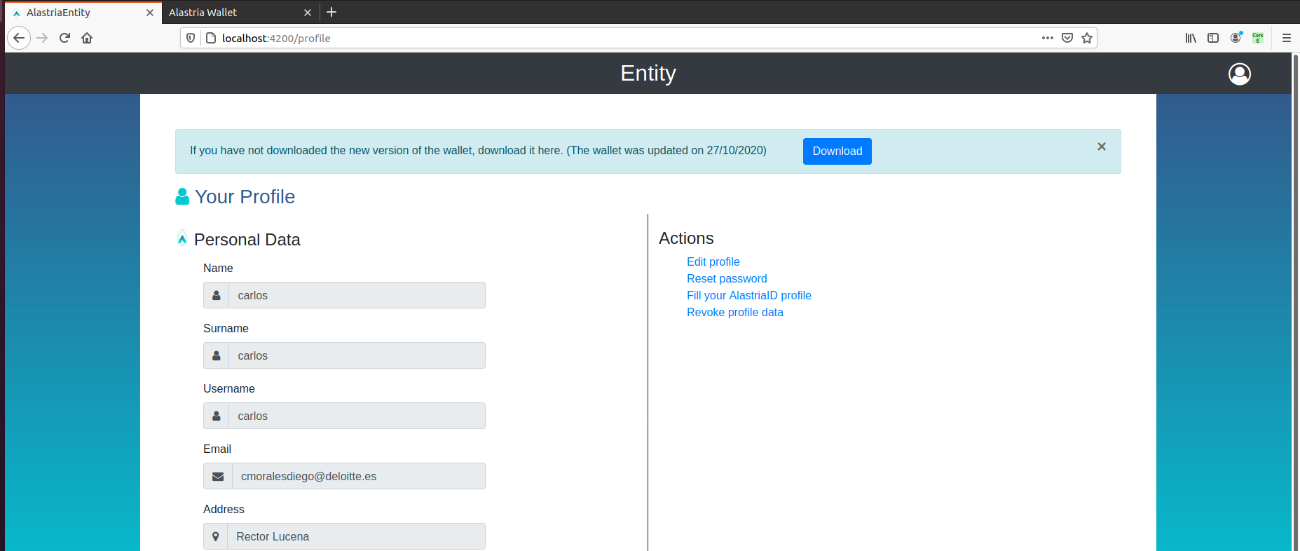 AlastriaEntity
Alastria Wallet
localhost:4200/profile
Entity
If you have not downloaded the new version of the wallet, download it here. (The wallet was updated on 27/10/2020)
Download
Your Profile
Personal Data
Name
carlos
Surname
carlos
Username
carlos
Email
cmoralesdiego@deloitte.es
Address
Rector Lucena
Actions
Edit profile
Reset password
Fill your AlastriaID profile
Revoke profile data